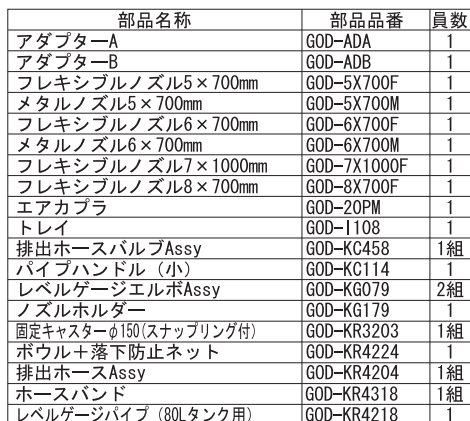 部品名称 部品品番 員数
アダプターA GOD-ADA 1
アダプターB GOD-ADB 1
フレキシブルノズル5×700mm GOD-5X700F 1
メタルノズル5×700mm GOD-5X700M 1
フレキシブルノズル6×700mm GOD-6X700F 1
メタルノズル6×700mm GOD-6X700M 1
フレキシブルノズル7×1000mm GOD-7X1000F 1
フレキシブルノズル8×700mm GOD-8X700F 1
エアカプラ GOD-20PM 1
トレイ GOD-I108 1
排出ホースバルブAssy GOD-KC458 1組
パイプハンドル（小） GOD-KC114 1
レベルゲージエルボAssy GOD-KG079 2組
ノズルホルダー GOD-KG179 1
固定キャスターφ150(スナップリング付) GOD-KR3203 1組
ボウル＋落下防止ネット GOD-KR4224 1
排出ホースAssy GOD-KR4204 1組
ホースバンド GOD-KR4318 1組
レベルゲージパイプ（80Lタンク用） GOD-KR4218 1